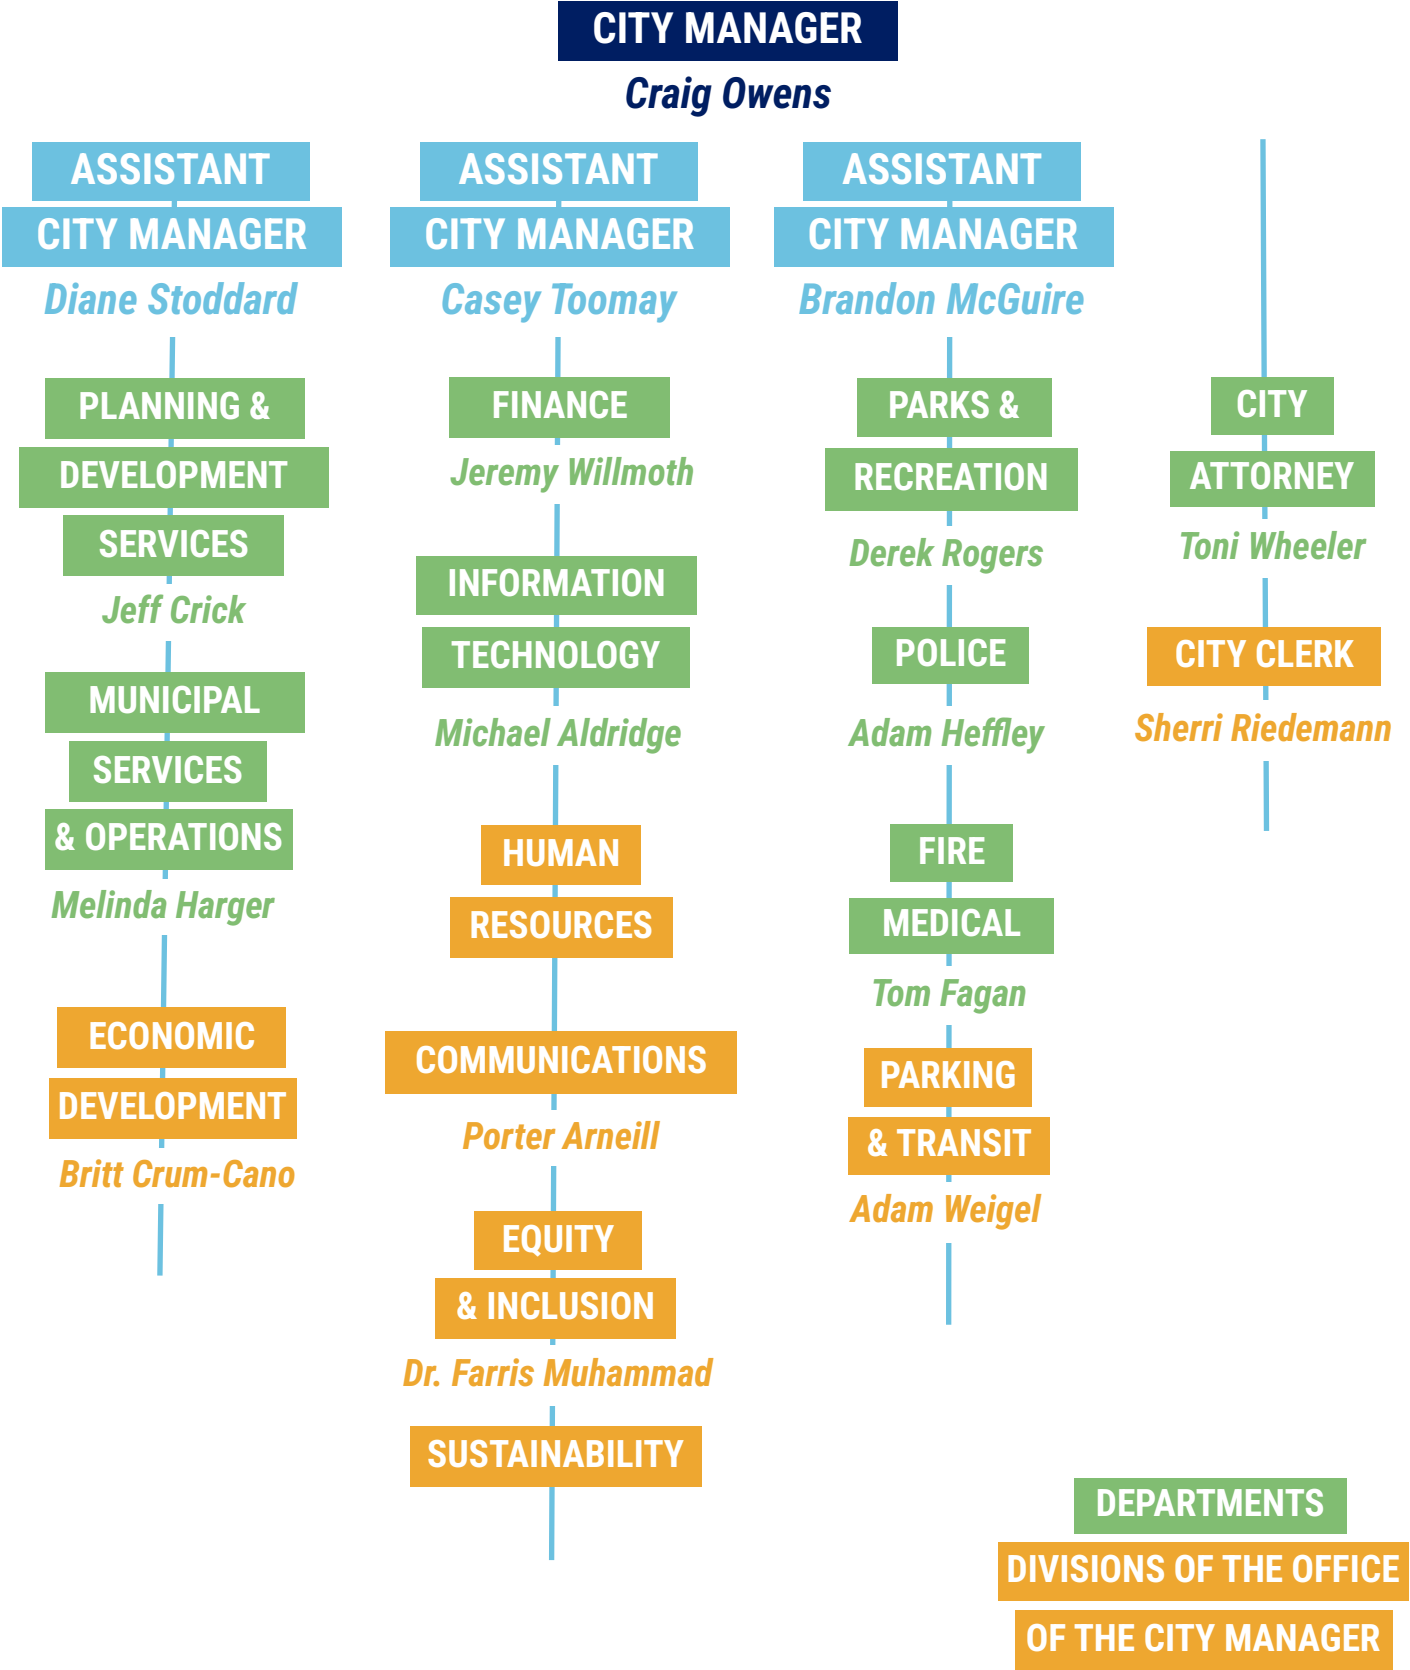 CITY MANAGER
Craig Owens
ASSISTANT
CITY MANAGER
Diane Stoddard
PLANNING &
DEVELOPMENT
SERVICES
Jeff Crick
MUNICIPAL
SERVICES
& OPERATIONS
Melinda Harger
ECONOMIC
DEVELOPMENT
Britt Crum-Cano
ASSISTANT
CITY MANAGER
Casey Toomay
FINANCE
Jeremy Willmoth
INFORMATION
TECHNOLOGY
Michael Aldridge
HUMAN
RESOURCES
COMMUNICATIONS
Porter Arneill
EQUITY
& INCLUSION
Dr. Farris Muhammad
SUSTAINABILITY
ASSISTANT
CITY MANAGER
Brandon McGuire
PARKS &
RECREATION
Derek Rogers
POLICE
Adam Heffley
FIRE
MEDICAL
Tom Fagan
PARKING
& TRANSIT
Adam Weigel
CITY
ATTORNEY
Toni Wheeler
CITY CLERK
Sherri Riedemann
DEPARTMENTS
DIVISIONS OF THE OFFICE
OF THE CITY MANAGER